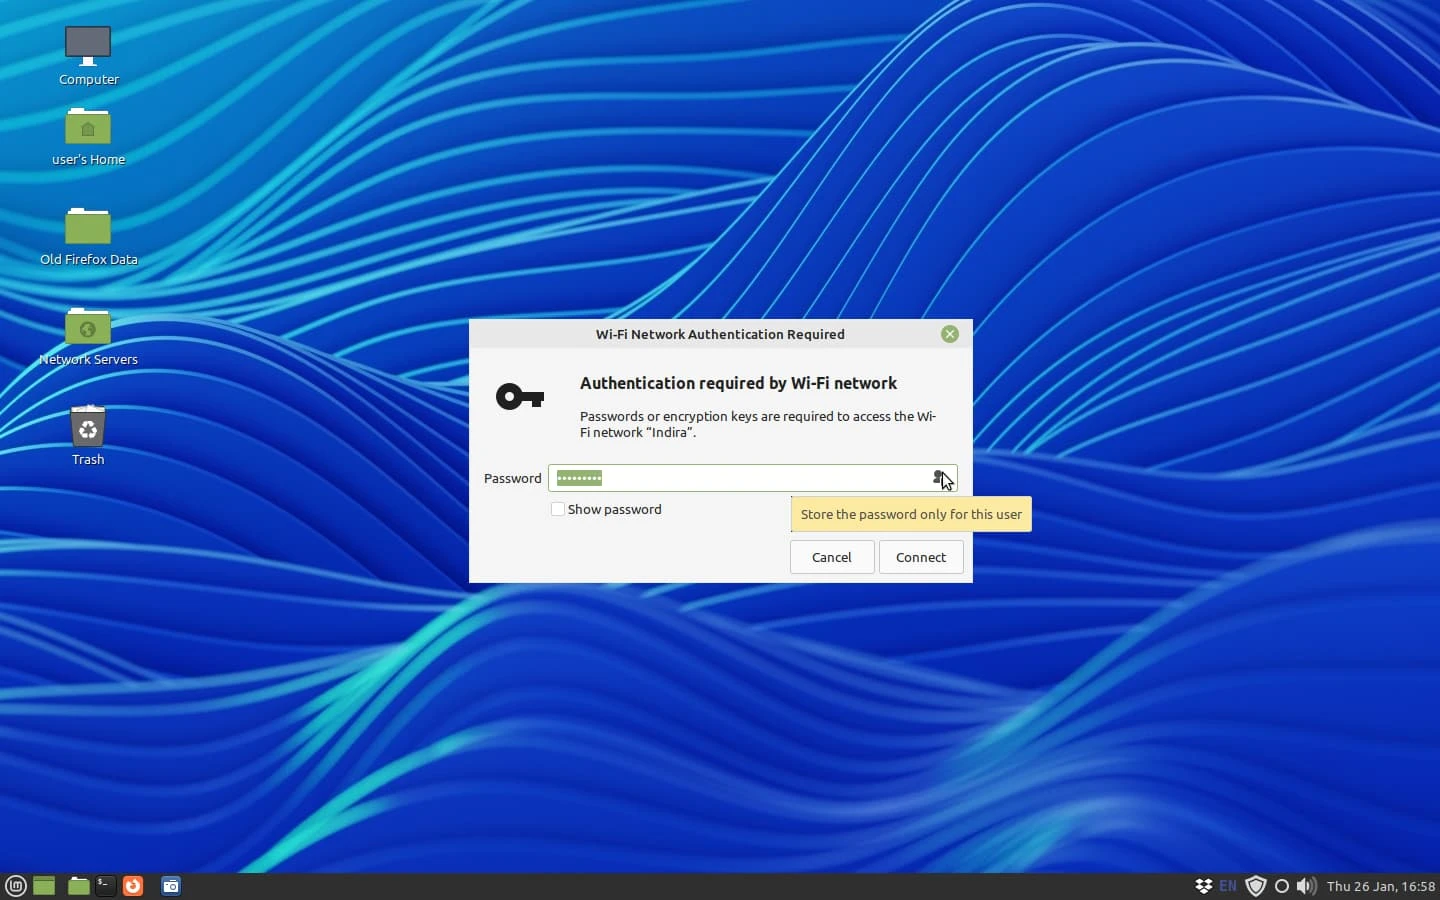 Computer
user's Home
Old Firefox Data
Network Servers
Trash
Wi-Fi Network Authentication Required
Authentication required by Wi-Fi network
Passwords or encryption keys are required to access the Wi-
Fi network “Indira”.
Password •••••••••
Show password
Store the password only for this user
Cancel Connect
$_
EN Thu 26 Jan, 16:58